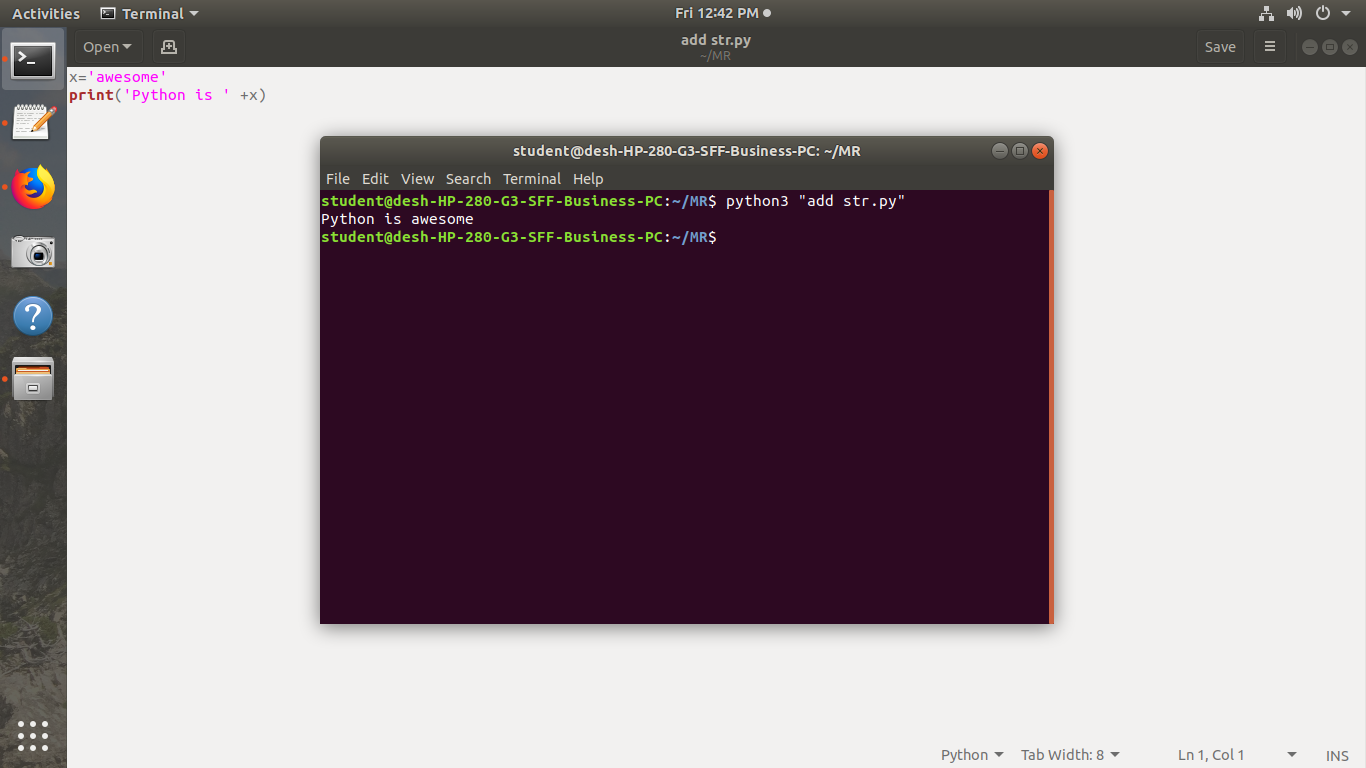 Activities Terminal Fri 12:42 PM
Open add str.py Save
~/MR
x='awesome'
print('Python is ' +x)
student@desh-HP-280-G3-SFF-Business-PC: ~/MR
File Edit View Search Terminal Help
student@desh-HP-280-G3-SFF-Business-PC:~/MR$ python3 "add str.py"
Python is awesome
student@desh-HP-280-G3-SFF-Business-PC:~/MR$
Python Tab Width: 8 Ln 1, Col 1 INS